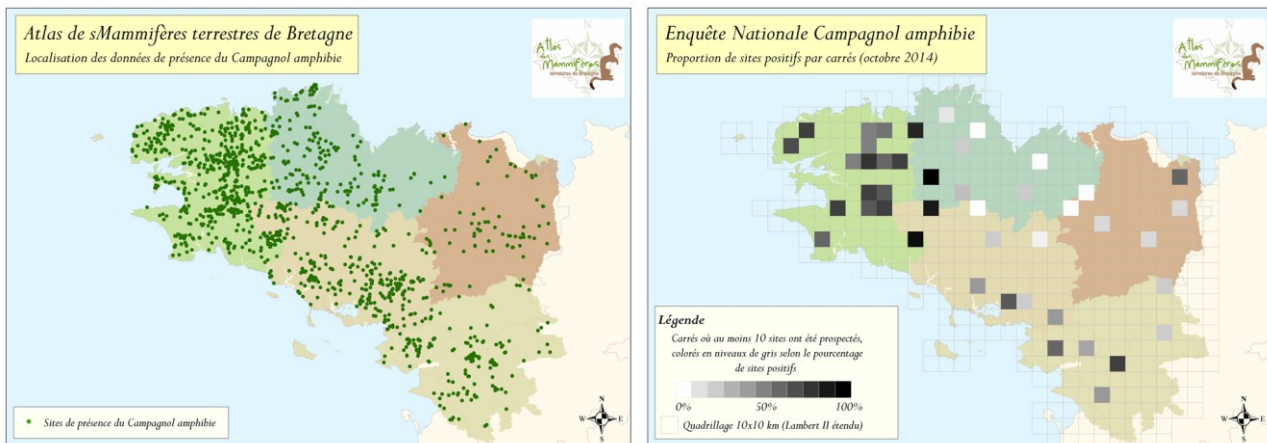 Atlas de sMammifères terrestres de Bretagne
Localisation des données de présence du Campagnol amphibie
Atlas
des
Mammifères
terrestres de Bretagne
N
W E
S
Sites de présence du Campagnol amphibie
Enquête Nationale Campagnol amphibie
Proportion de sites positifs par carrés (octobre 2014)
Atlas
des
Mammifères
terrestres de Bretagne
Légende
Carrés où au moins 10 sites ont été prospectés,
colorés en niveaux de gris selon le pourcentage
de sites positifs
0% 50% 100%
Quadrillage 10x10 km (Lambert II étendu)
N
W E
S